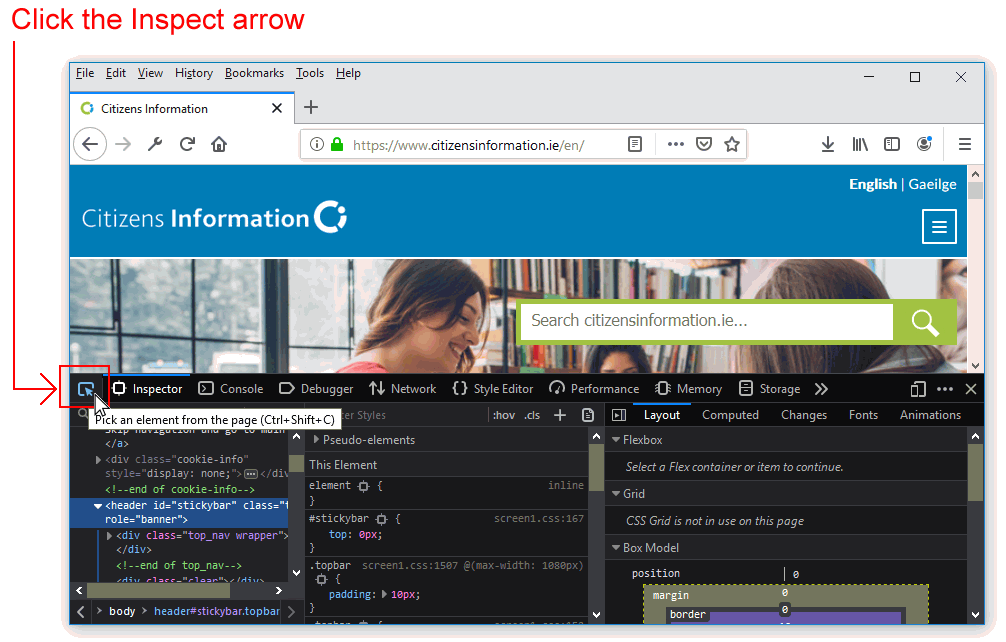 Click the Inspect arrow
File Edit View History Bookmarks Tools Help
Citizens Information
https://www.citizensinformation.ie/en/
English | Gaeilge
Citizens Information
Search citizensinformation.ie...
Inspector Console Debugger Network Style Editor Performance Memory Storage
Pick an element from the page (Ctrl+Shift+C)
Styles :hov .cls
Layout Computed Changes Fonts Animations
Skip navigation and go to main
</a>
<div class="cookie-info"
style="display: none;"></div>
<!--end of cookie-info-->
<header id="stickybar" class="t
role="banner">
<div class="top_nav wrapper">
</div>
<!--end of top_nav-->
<div class="clear"></div>
body header#stickybar.topbar
Pseudo-elements
This Element
element { inline
}
#stickybar { screen1.css:167
top: 0px;
}
.topbar screen1.css:1507 @(max-width: 1080px)
{
padding: 10px;
}
Flexbox
Select a Flex container or item to continue.
Grid
CSS Grid is not in use on this page
Box Model
position 0
margin 0
border 0